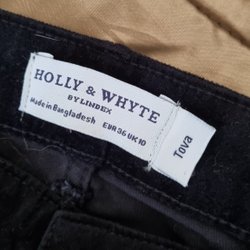 HOLLY & WHYTE
BY LINDEX
Made in Bangladesh EUR 36 UK 10
Tova